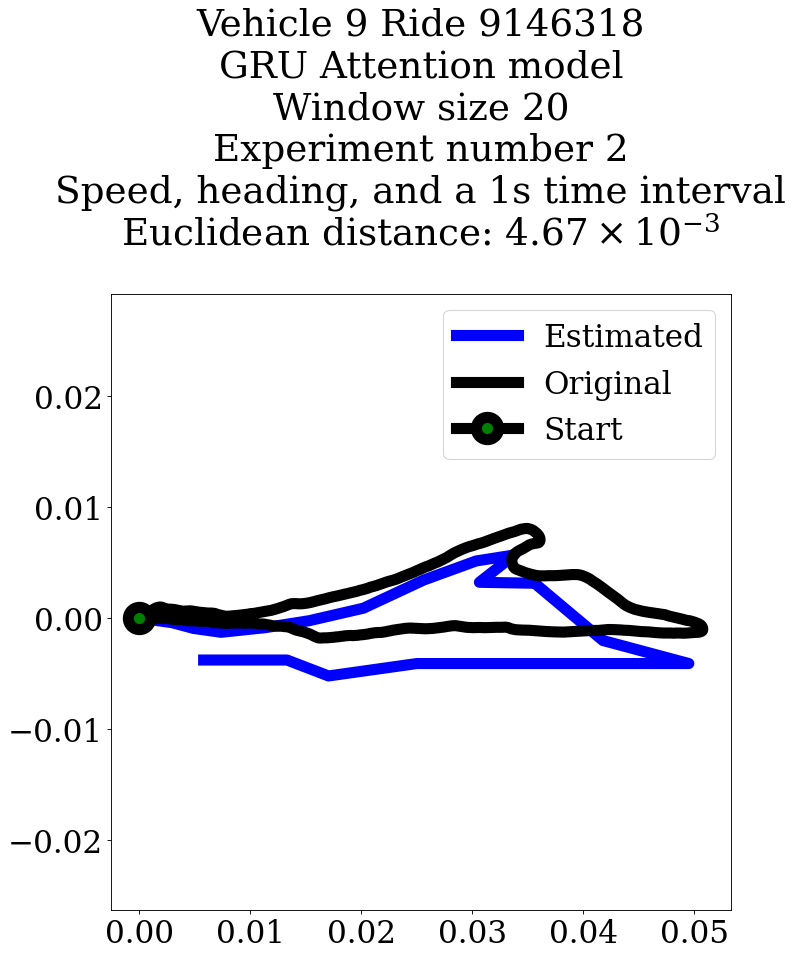 Vehicle 9 Ride 9146318
GRU Attention model
Window size 20
Experiment number 2
Speed, heading, and a 1s time interval
Euclidean distance: 4.67 × 10⁻³
Estimated
Original
Start
0.02
0.01
0.00
−0.01
−0.02
0.00 0.01 0.02 0.03 0.04 0.05